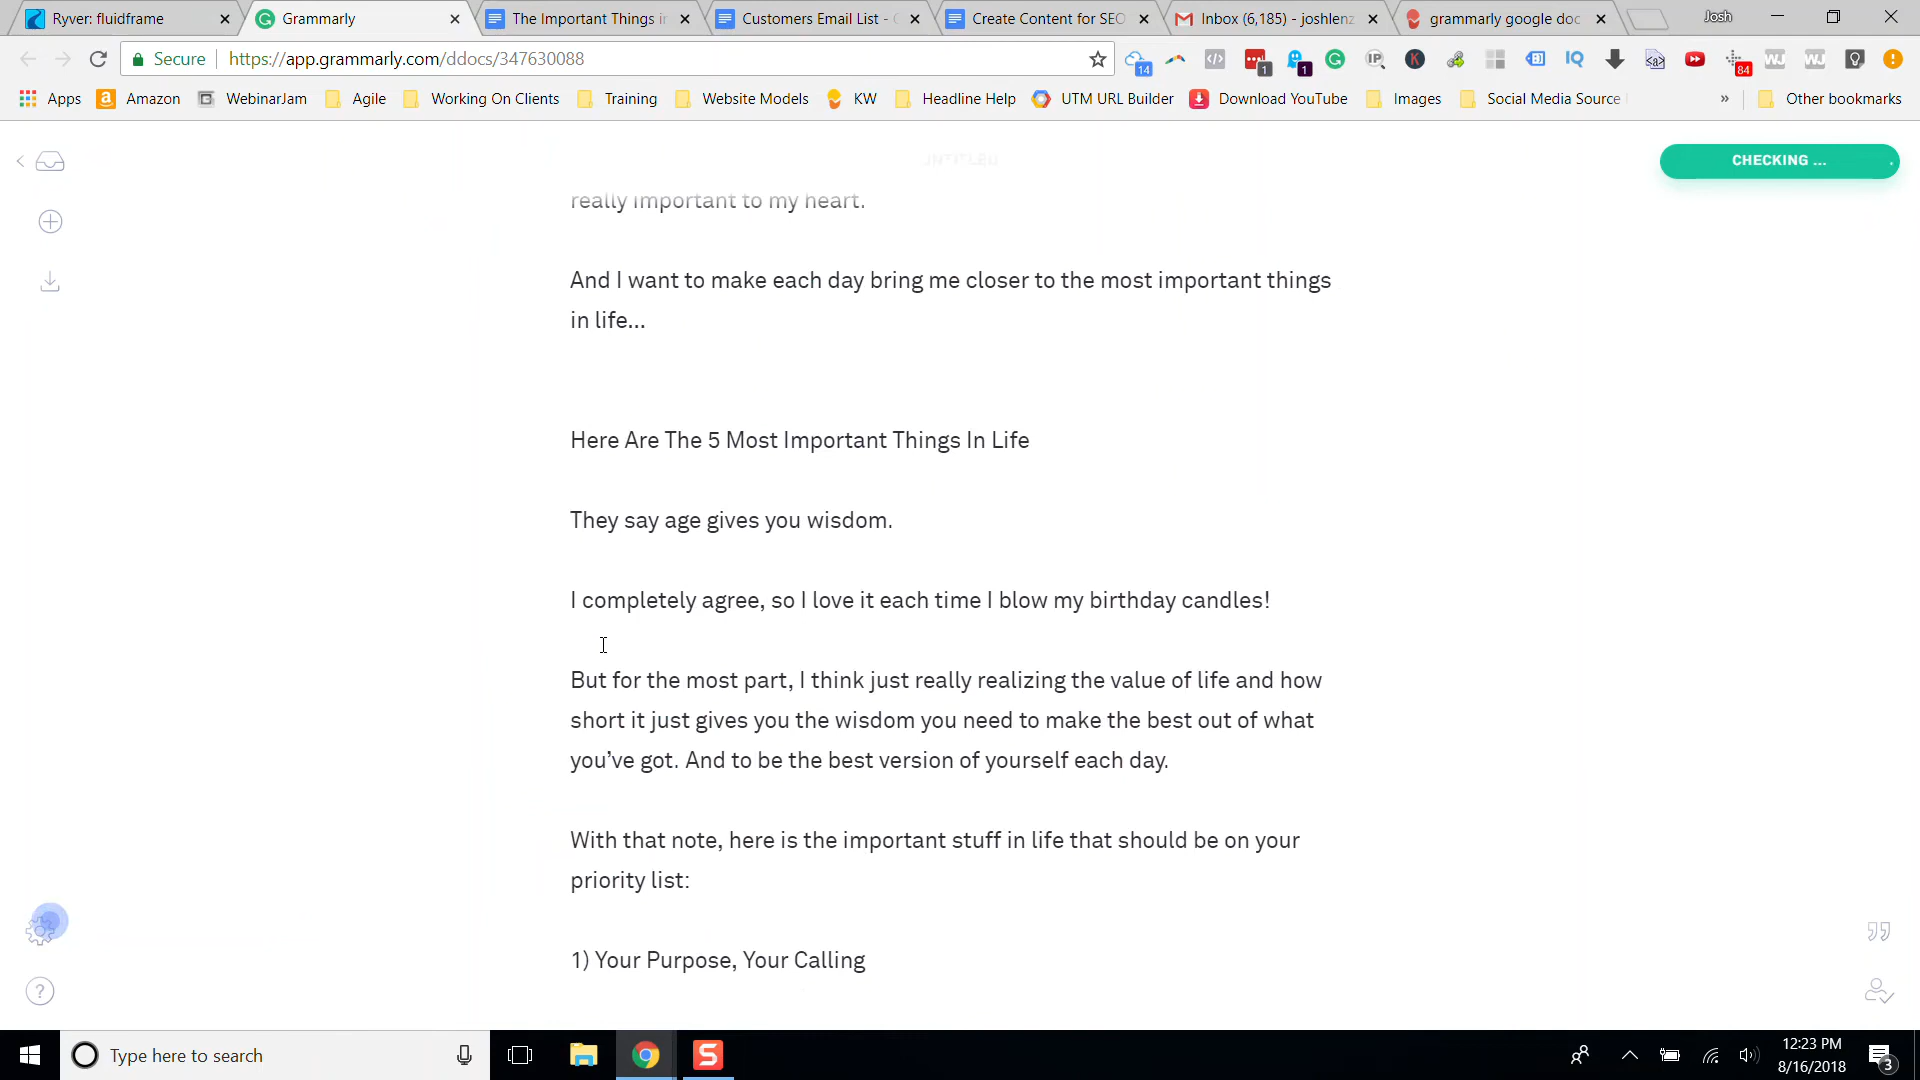 Ryver: fluidframe
Grammarly
The Important Things in
Customers Email List -
Create Content for SEO
Inbox (6,185) - joshlenz
grammarly google doc
Josh
Secure
https://app.grammarly.com/ddocs/347630088
14
1
1
84
Apps
Amazon
WebinarJam
Agile
Working On Clients
Training
Website Models
KW
Headline Help
UTM URL Builder
Download YouTube
Images
Social Media Source
»
Other bookmarks
UNTITLED
CHECKING ...
really important to my heart.
And I want to make each day bring me closer to the most important things
in life...
Here Are The 5 Most Important Things In Life
They say age gives you wisdom.
I completely agree, so I love it each time I blow my birthday candles!
But for the most part, I think just really realizing the value of life and how
short it just gives you the wisdom you need to make the best out of what
you’ve got. And to be the best version of yourself each day.
With that note, here is the important stuff in life that should be on your
priority list:
1) Your Purpose, Your Calling
Type here to search
12:23 PM
8/16/2018
3